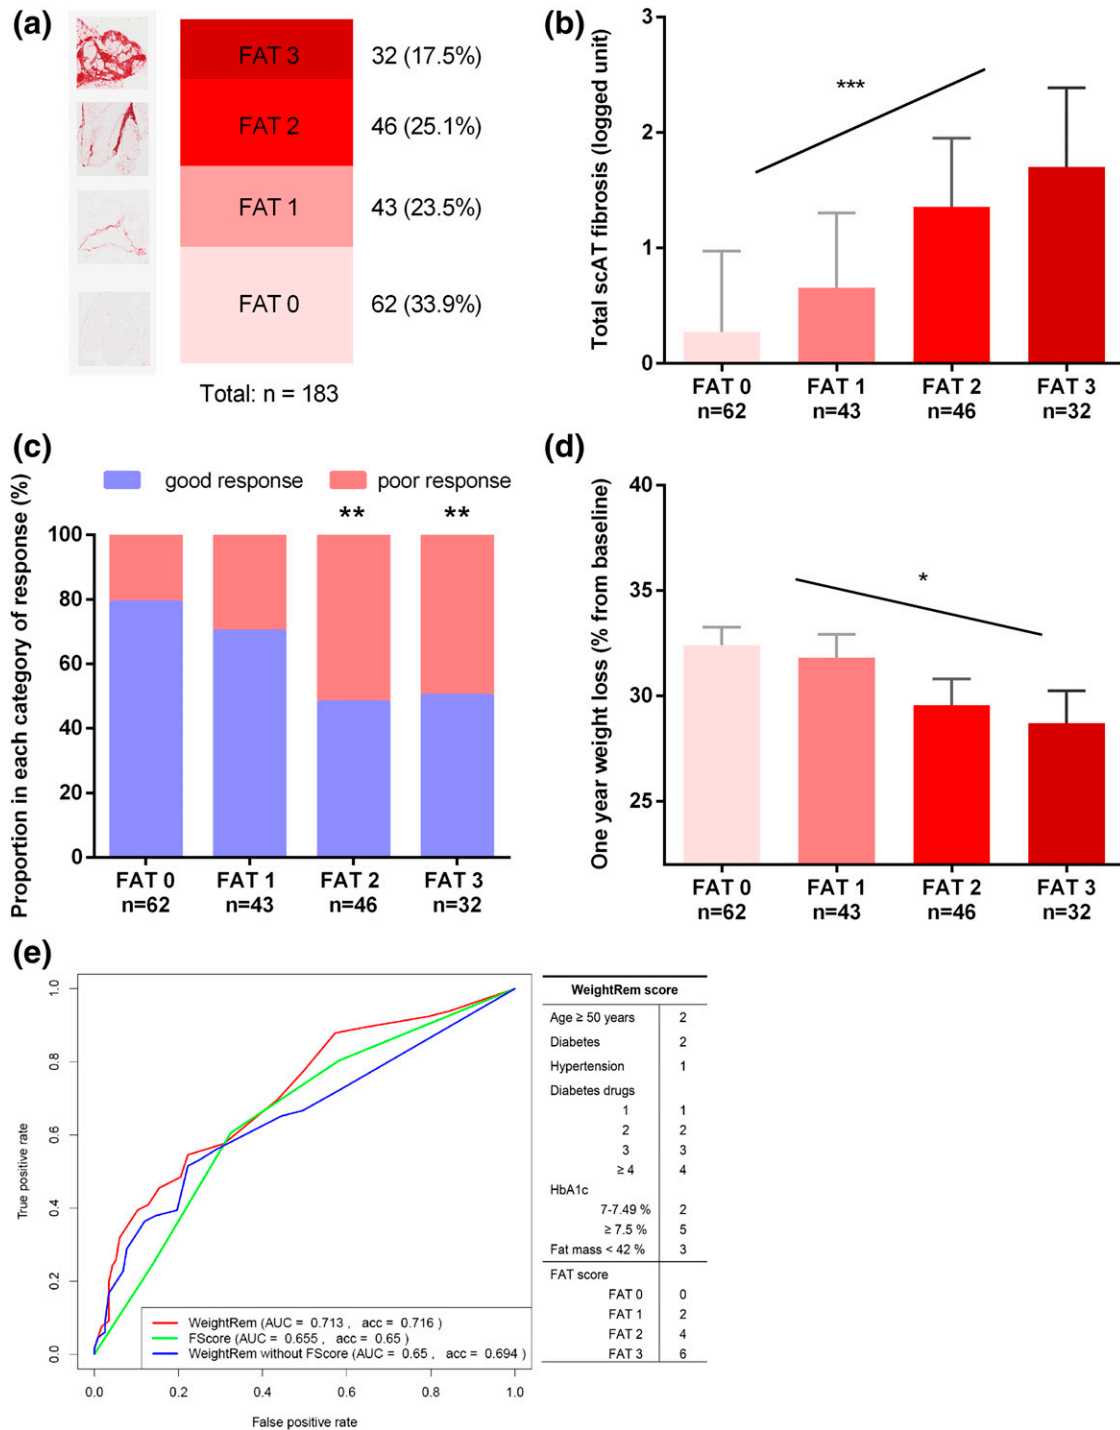 (a)
FAT 3 32 (17.5%)
FAT 2 46 (25.1%)
FAT 1 43 (23.5%)
FAT 0 62 (33.9%)
Total: n = 183
(b)
Total scAT fibrosis (logged unit)
3
2
1
0
***
FAT 0 FAT 1 FAT 2 FAT 3
n=62 n=43 n=46 n=32
(c)
good response poor response
Proportion in each category of response (%)
** **
100
80
60
40
20
0
FAT 0 FAT 1 FAT 2 FAT 3
n=62 n=43 n=46 n=32
(d)
One year weight loss (% from baseline)
40
35
30
25
*
FAT 0 FAT 1 FAT 2 FAT 3
n=62 n=43 n=46 n=32
(e)
True positive rate
1.0
0.8
0.6
0.4
0.2
0.0
WeightRem (AUC = 0.713 , acc = 0.716 )
FScore (AUC = 0.655 , acc = 0.65)
WeightRem without FScore (AUC = 0.65 , acc = 0.694 )
0.0 0.2 0.4 0.6 0.8 1.0
False positive rate
WeightRem score
Age ≥ 50 years 2
Diabetes 2
Hypertension 1
Diabetes drugs
1 1
2 2
3 3
≥ 4 4
HbA1c
7-7.49 % 2
≥ 7.5 % 5
Fat mass < 42 % 3
FAT score
FAT 0 0
FAT 1 2
FAT 2 4
FAT 3 6